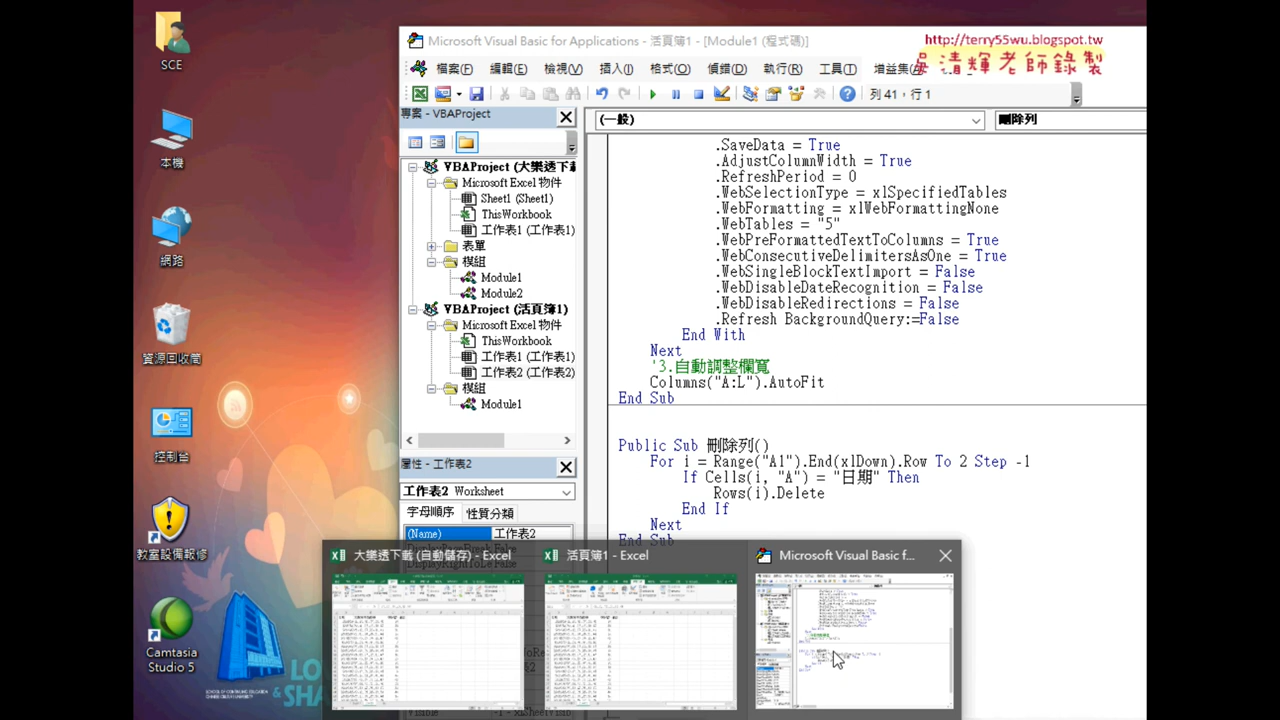 SCE
本機
網路
資源回收筒
控制台
教室設備報修
Camtasia
Studio 5
Microsoft Visual Basic for Applications - 活頁簿1 - [Module1 (程式碼)]
http://terry55wu.blogspot.tw
吳清輝老師錄製
檔案(F) 編輯(E) 檢視(V) 插入(I) 格式(O) 偵錯(D) 執行(R) 工具(T) 增益集(A)
列 41，行 1
專案 - VBAProject
VBAProject (大樂透下載
Microsoft Excel 物件
Sheet1 (Sheet1)
ThisWorkbook
工作表1 (工作表1)
表單
模組
Module1
Module2
VBAProject (活頁簿1)
Microsoft Excel 物件
ThisWorkbook
工作表1 (工作表1)
工作表2 (工作表2)
模組
Module1
屬性 - 工作表2
工作表2 Worksheet
字母順序 性質分類
(Name) 工作表2
(一般) 刪除列
.SaveData = True
.AdjustColumnWidth = True
.RefreshPeriod = 0
.WebSelectionType = xlSpecifiedTables
.WebFormatting = xlWebFormattingNone
.WebTables = "5"
.WebPreFormattedTextToColumns = True
.WebConsecutiveDelimitersAsOne = True
.WebSingleBlockTextImport = False
.WebDisableDateRecognition = False
.WebDisableRedirections = False
.Refresh BackgroundQuery:=False
End With
Next
'3.自動調整欄寬
Columns("A:L").AutoFit
End Sub
Public Sub 刪除列()
For i = Range("A1").End(xlDown).Row To 2 Step -1
If Cells(i, "A") = "日期" Then
Rows(i).Delete
End If
Next
End Sub
大樂透下載 (自動儲存) - Excel
活頁簿1 - Excel
Microsoft Visual Basic f...